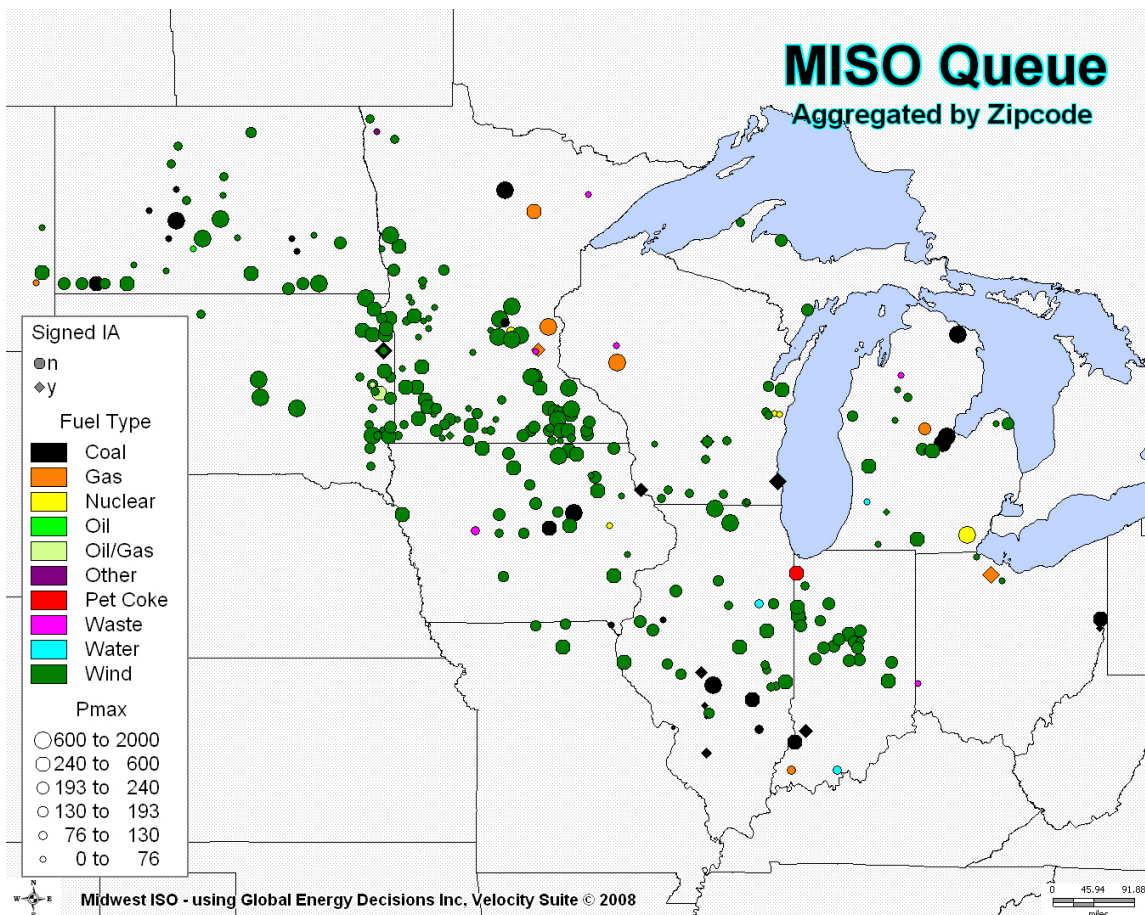 MISO Queue
Aggregated by Zipcode
Signed IA
n
y
Fuel Type
Coal
Gas
Nuclear
Oil
Oil/Gas
Other
Pet Coke
Waste
Water
Wind
Pmax
600 to 2000
240 to 600
193 to 240
130 to 193
76 to 130
0 to 76
N
W E
S
Midwest ISO - using Global Energy Decisions Inc, Velocity Suite © 2008
0 45.94 91.88
miles